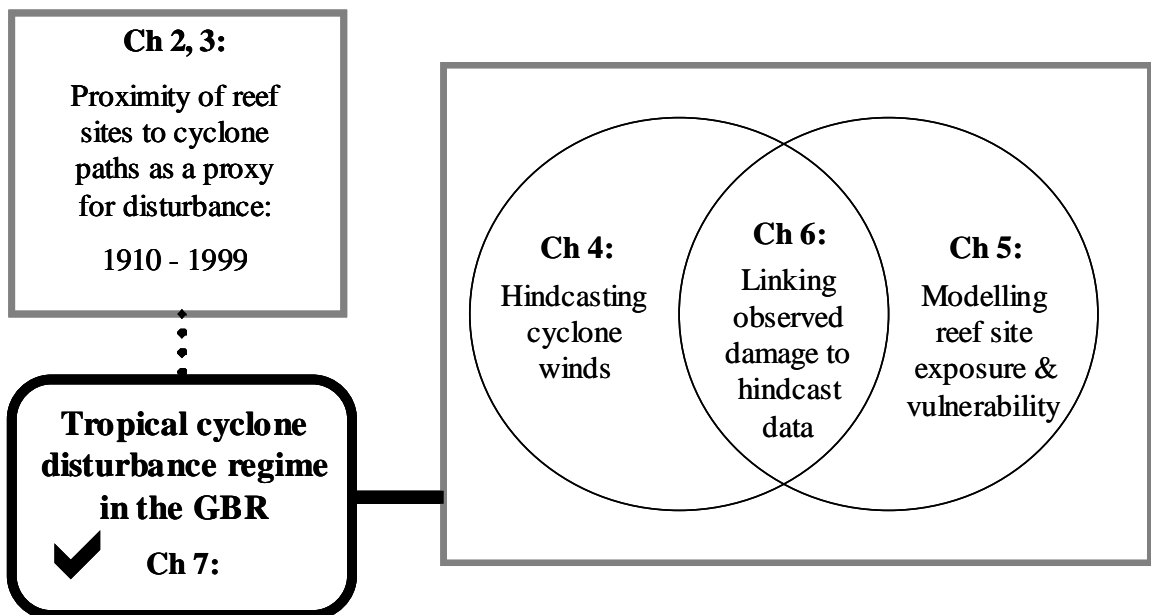 Ch 2, 3:
Proximity of reef
sites to cyclone
paths as a proxy
for disturbance:
1910 - 1999
Tropical cyclone
disturbance regime
in the GBR
Ch 7:
Ch 4:
Hindcasting
cyclone
winds
Ch 6:
Linking
observed
damage to
hindcast
data
Ch 5:
Modelling
reef site
exposure &
vulnerability